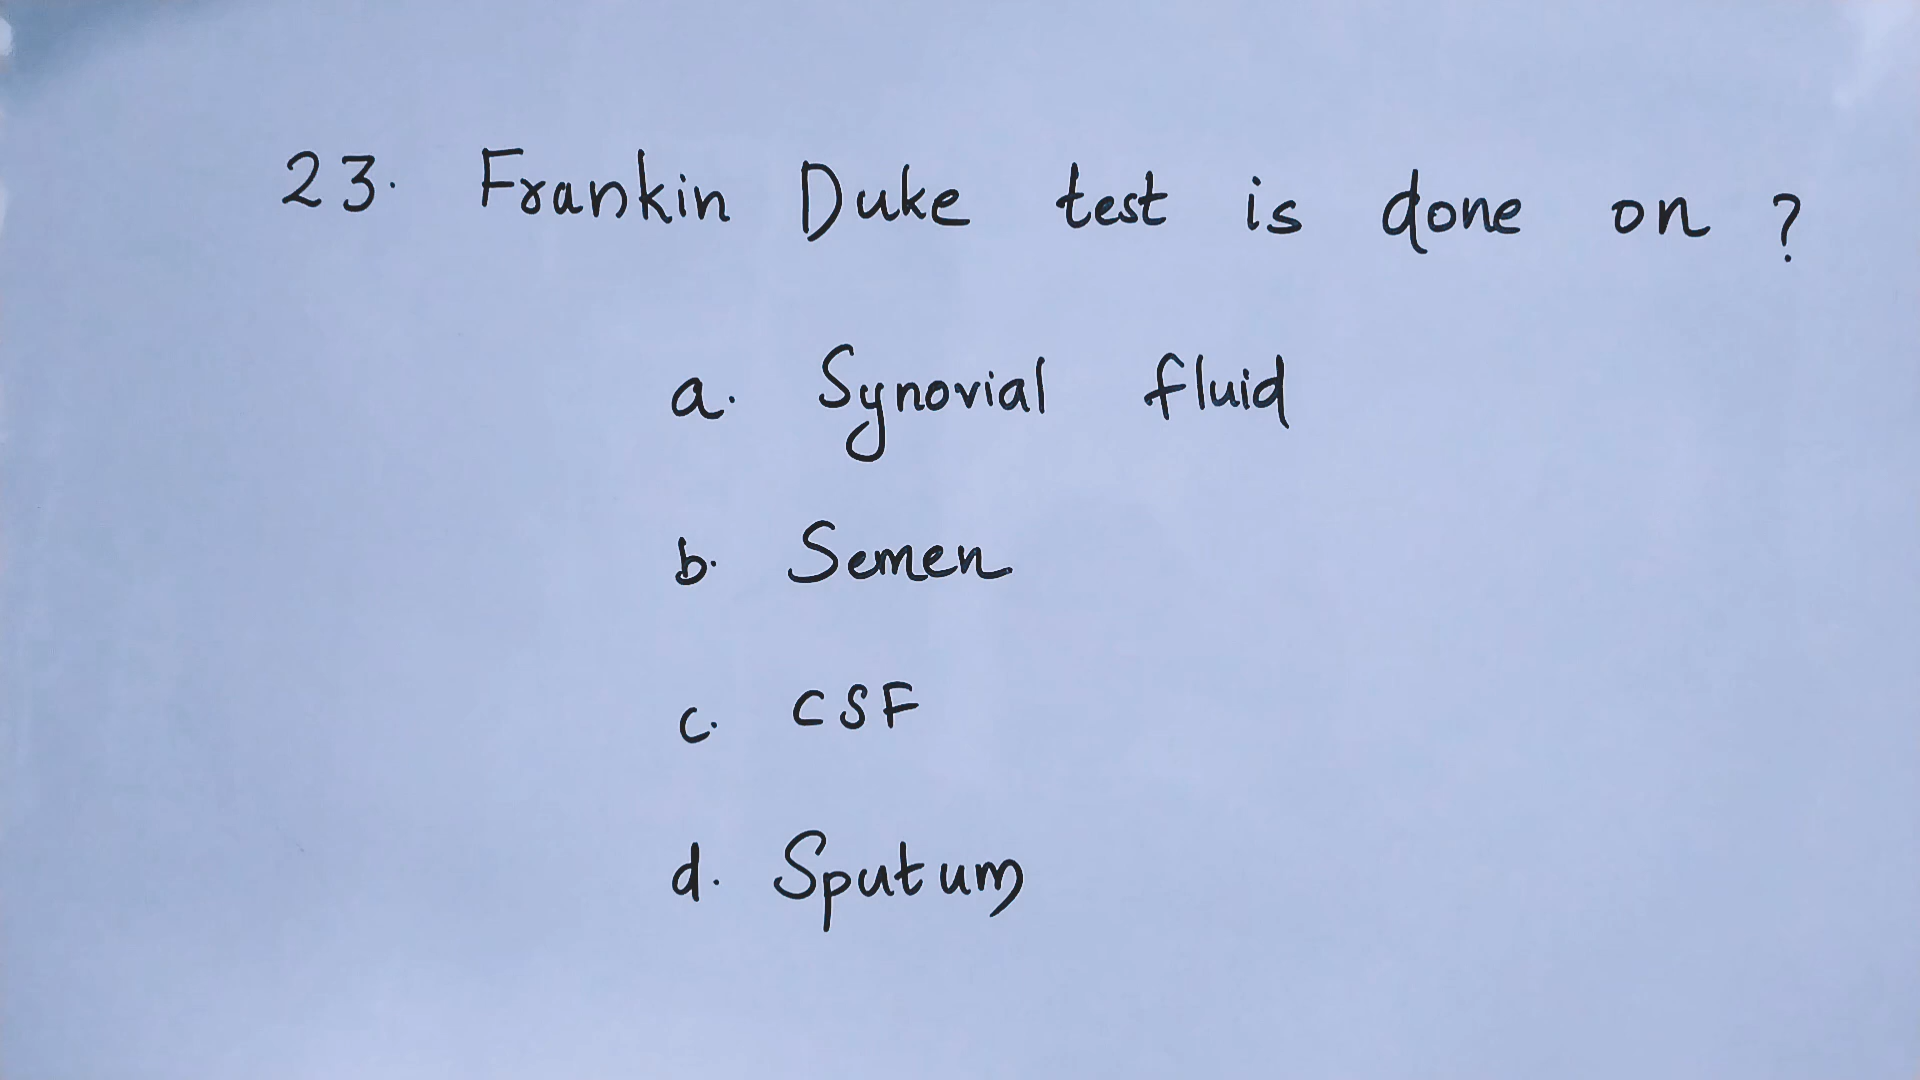 23. Frankin Duke test is done on ?
a. Synovial fluid
b. Semen
c. CSF
d. Sputum